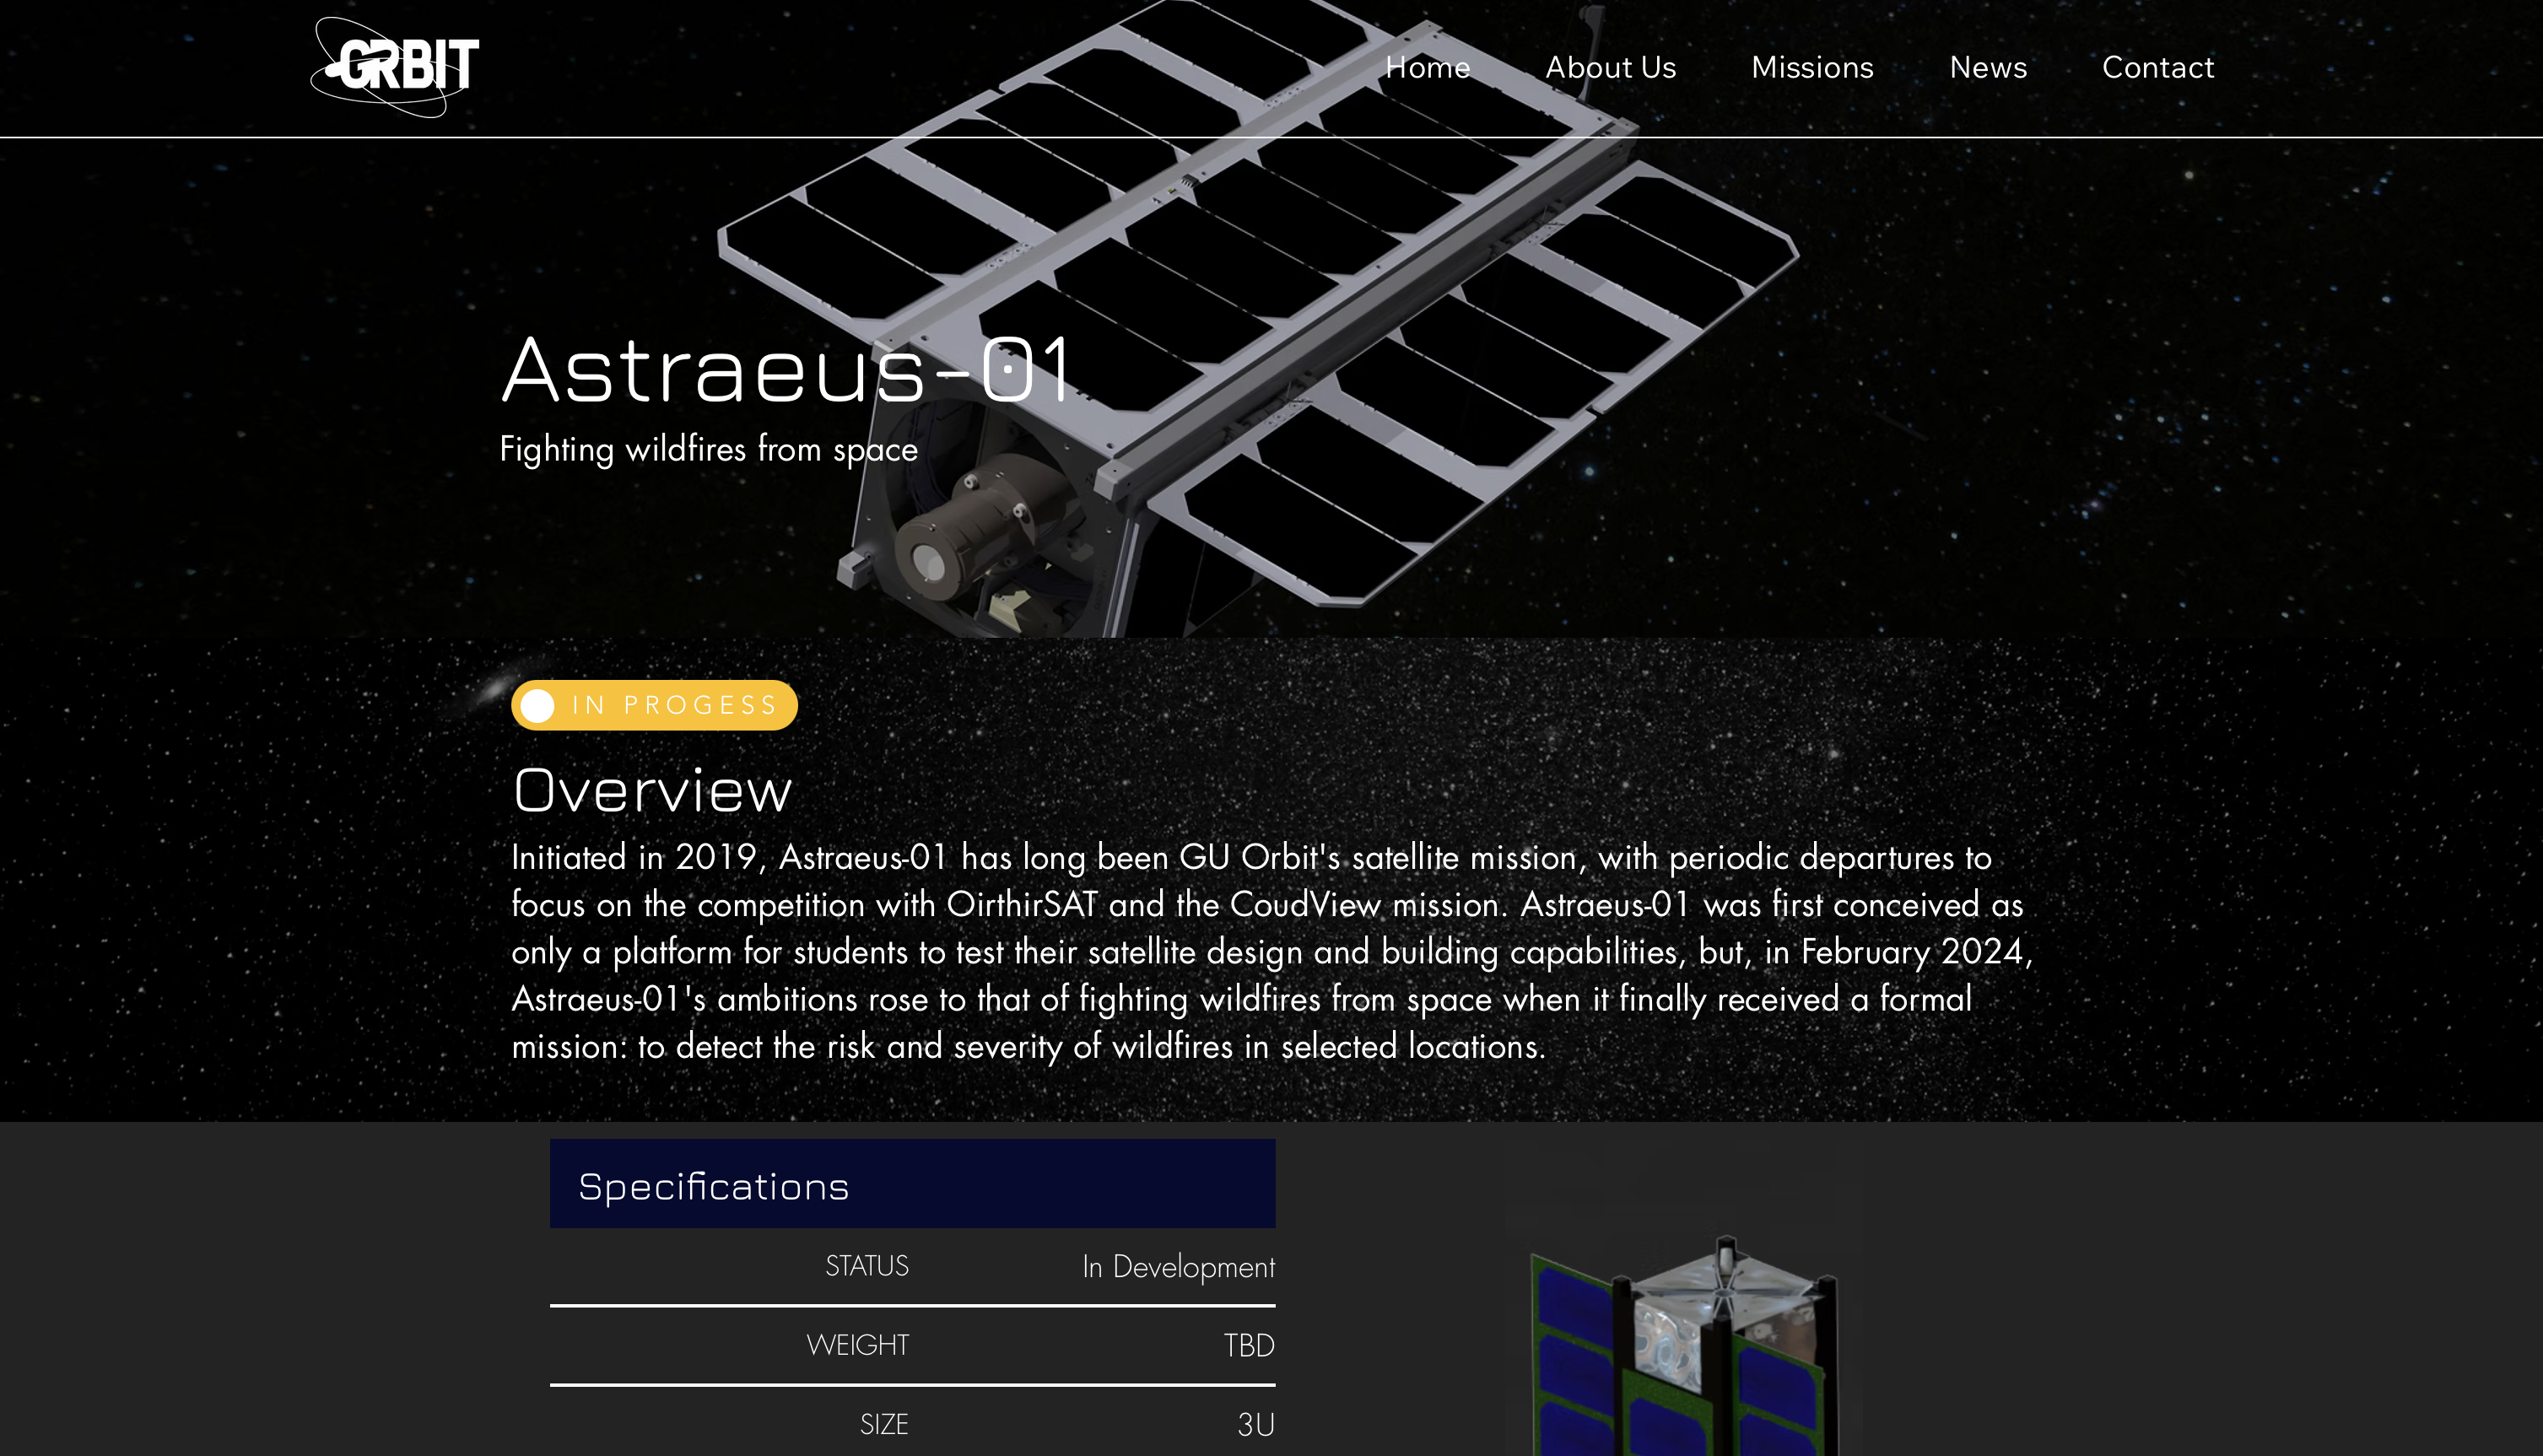 ORBIT
Home About Us Missions News Contact
Astraeus-01
Fighting wildfires from space
IN PROGESS
Overview
Initiated in 2019, Astraeus-01 has long been GU Orbit's satellite mission, with periodic departures to
focus on the competition with OirthirSAT and the CoudView mission. Astraeus-01 was first conceived as
only a platform for students to test their satellite design and building capabilities, but, in February 2024,
Astraeus-01's ambitions rose to that of fighting wildfires from space when it finally received a formal
mission: to detect the risk and severity of wildfires in selected locations.
Specifications
STATUS In Development
WEIGHT TBD
SIZE 3U